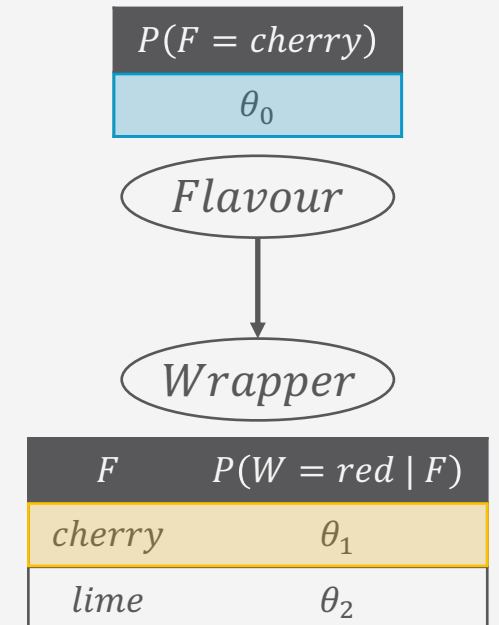 P(F = cherry)
θ₀
Flavour
Wrapper
F P(W = red | F)
cherry θ₁
lime θ₂